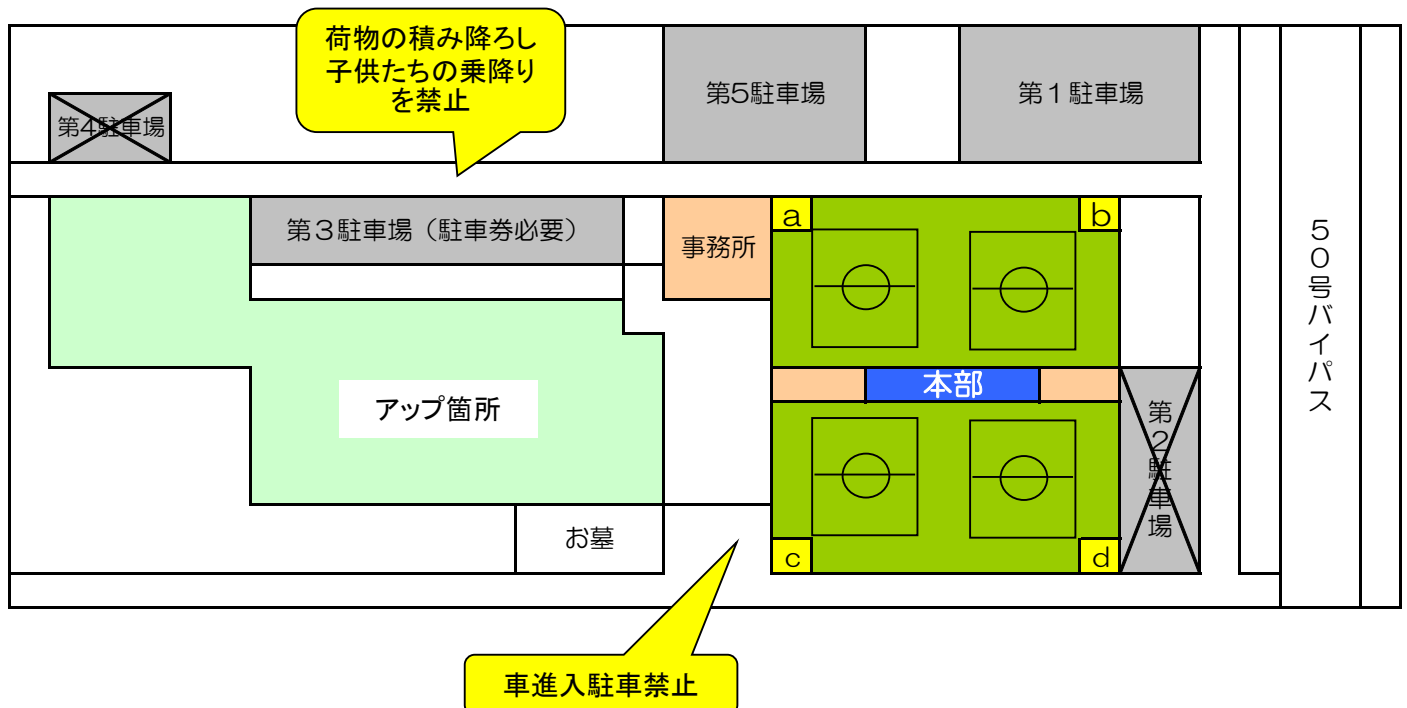 荷物の積み降ろし
子供たちの乗降り
を禁止
第5駐車場
第１駐車場
第4駐車場
第３駐車場（駐車券必要）
事務所
a
b
５０号バイパス
本部
アップ箇所
第２駐車場
お墓
c
d
車進入駐車禁止